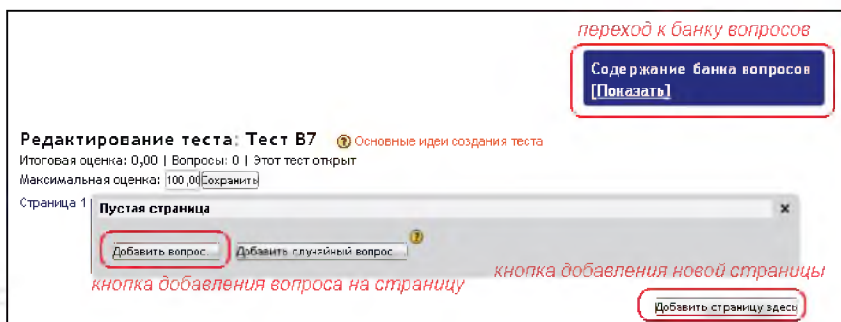 переход к банку вопросов
Содержание банка вопросов
[Показать]
Редактирование теста: Тест В7 Основные идеи создания теста
Итоговая оценка: 0,00 | Вопросы: 0 | Этот тест открыт
Максимальная оценка: 100,00 Сохранить
Страница 1
Пустая страница
Добавить вопрос... Добавить случайный вопрос...
кнопка добавления вопроса на страницу
кнопка добавления новой страницы
Добавить страницу здесь